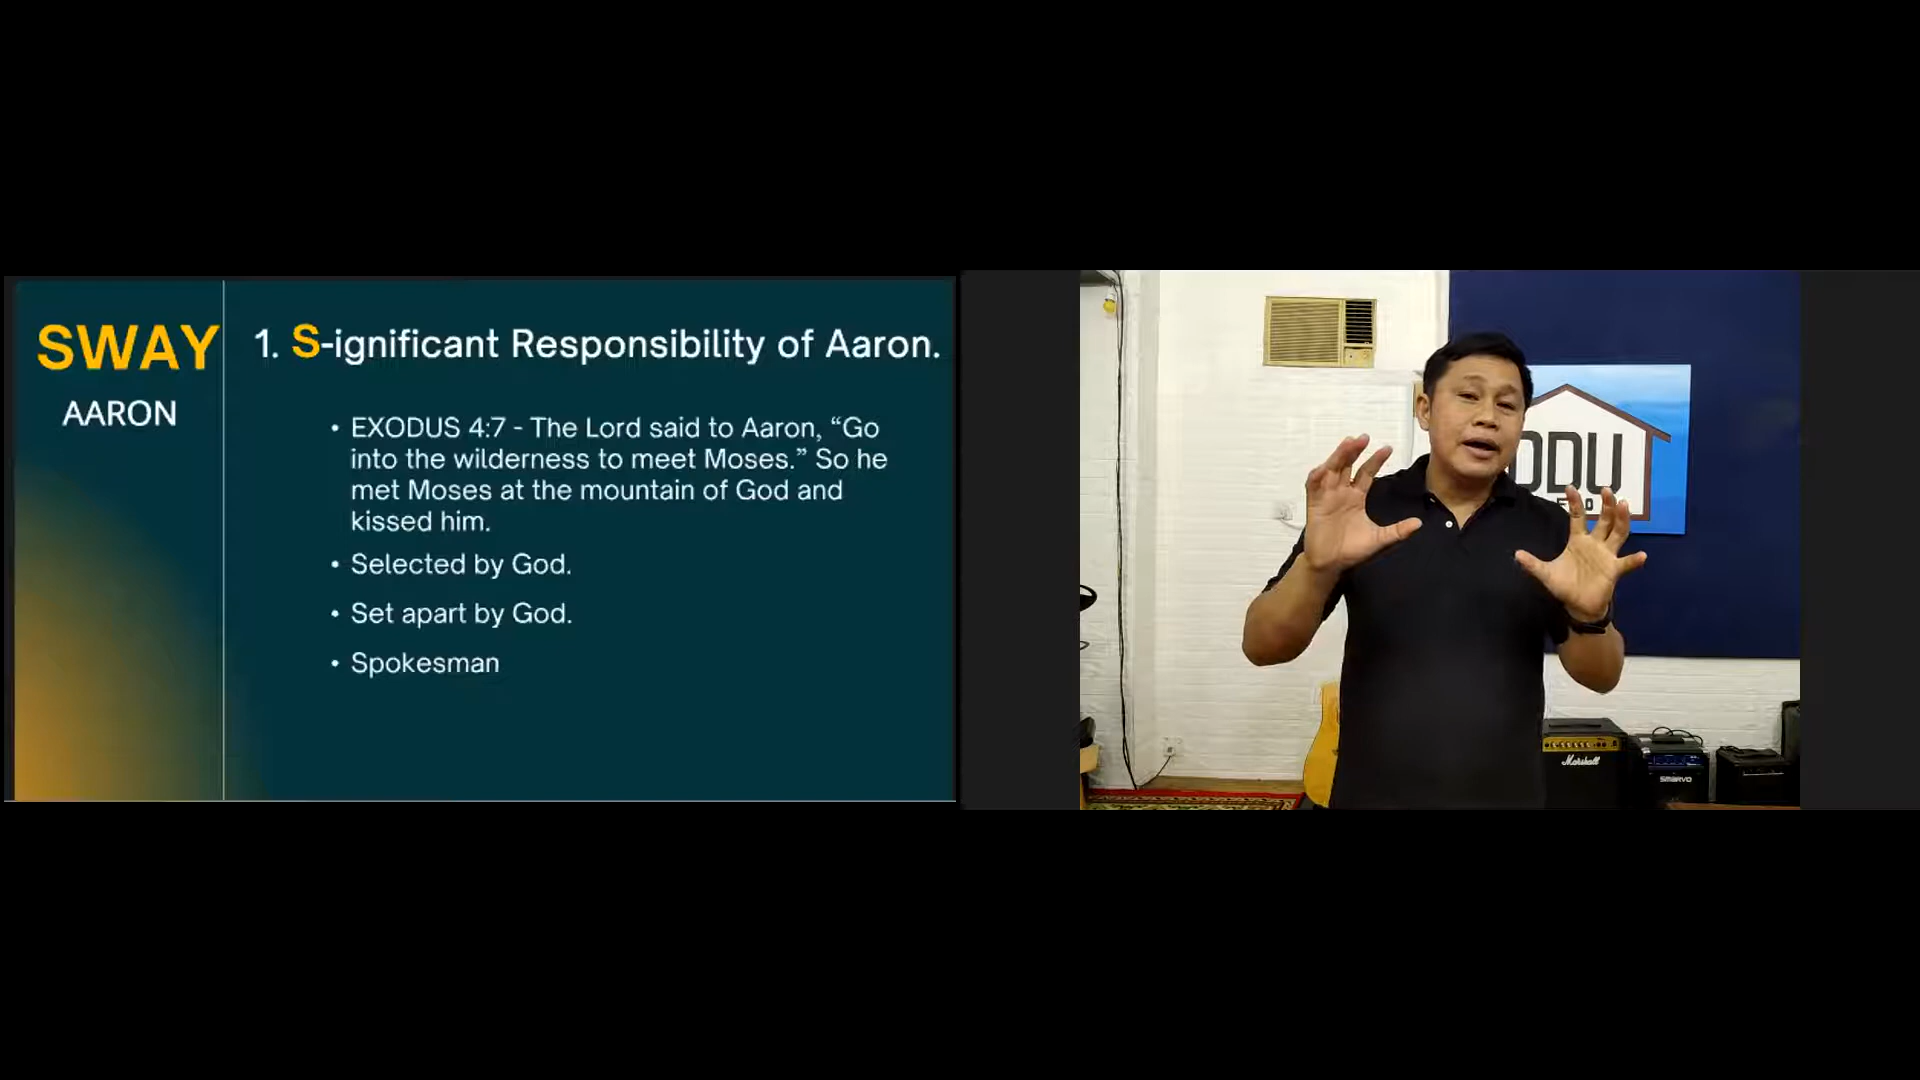 SWAY
AARON
1. S-ignificant Responsibility of Aaron.
• EXODUS 4:7 - The Lord said to Aaron, “Go
into the wilderness to meet Moses.” So he
met Moses at the mountain of God and
kissed him.
• Selected by God.
• Set apart by God.
• Spokesman
Marshall
SMARVO